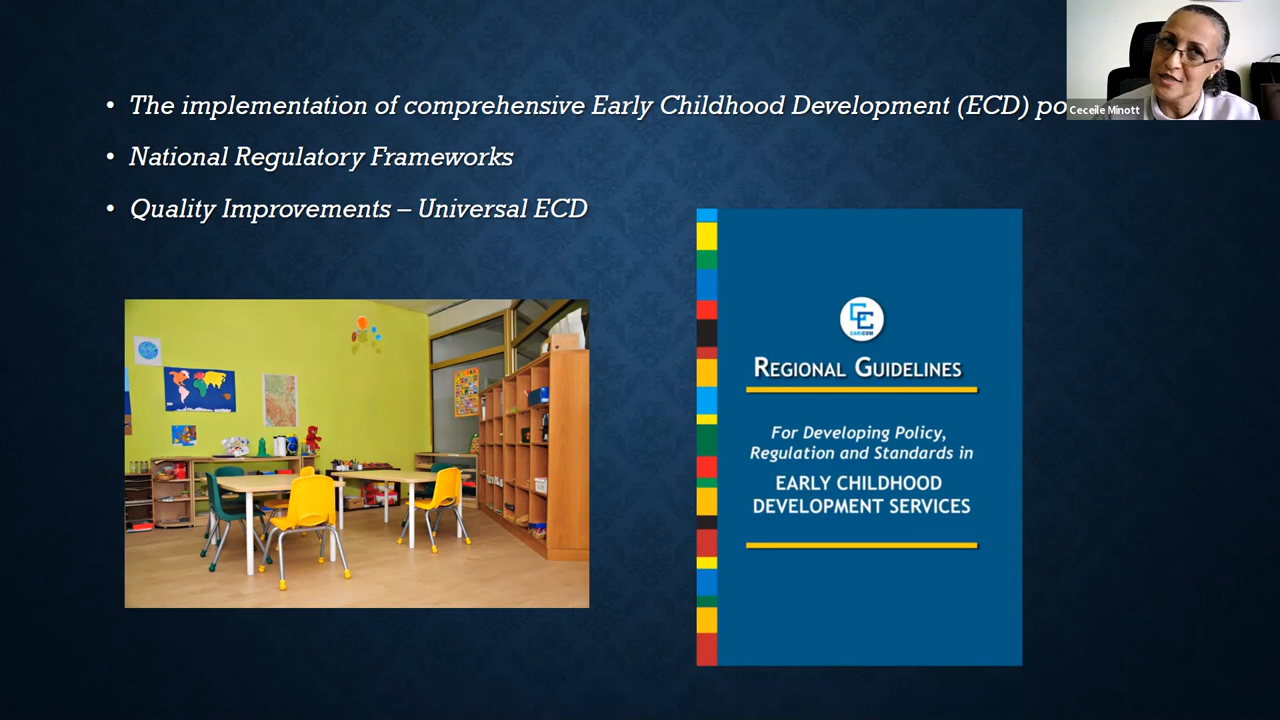 • The implementation of comprehensive Early Childhood Development (ECD) po
Ceceile Minott
• National Regulatory Frameworks
• Quality Improvements – Universal ECD
CARICOM
REGIONAL GUIDELINES
For Developing Policy,
Regulation and Standards in
EARLY CHILDHOOD
DEVELOPMENT SERVICES